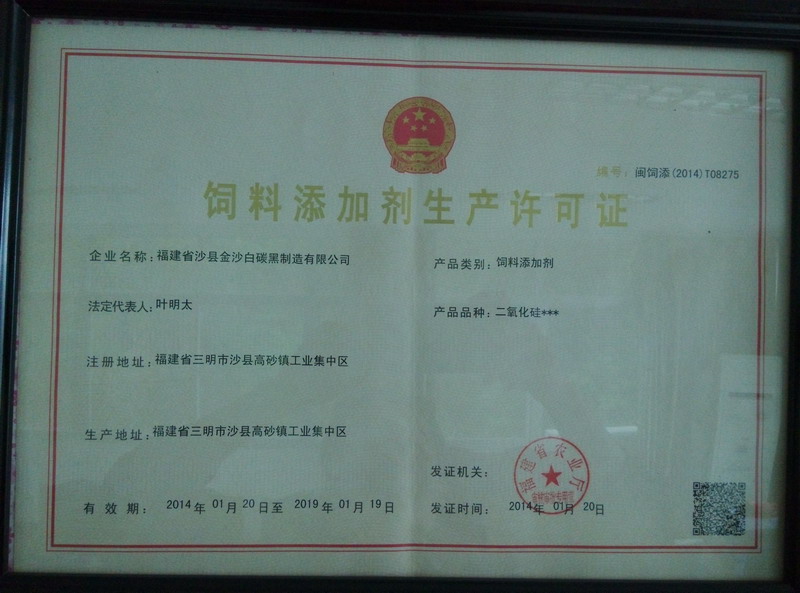 编号：闽饲添(2014)T08275
饲料添加剂生产许可证
企业名称：福建省沙县金沙白碳黑制造有限公司
产品类别：饲料添加剂
法定代表人：叶明太
产品品种：二氧化硅***
注册地址：福建省三明市沙县高砂镇工业集中区
生产地址：福建省三明市沙县高砂镇工业集中区
发证机关：
福建省农业厅
有效期：2014年01月20日至2019年01月19日
发证时间：2014年01月20日